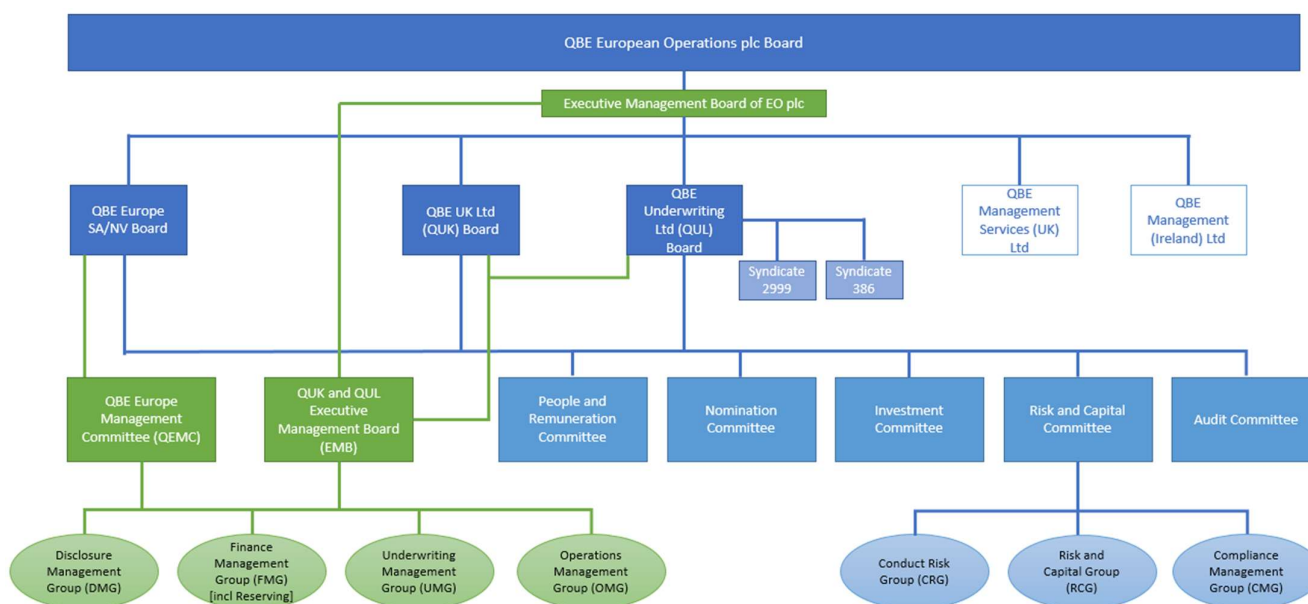 QBE European Operations plc Board
Executive Management Board of EO plc
QBE Europe
SA/NV Board
QBE UK Ltd
(QUK) Board
QBE
Underwriting
Ltd (QUL)
Board
QBE
Management
Services (UK)
Ltd
QBE
Management
(Ireland) Ltd
Syndicate
2999
Syndicate
386
QBE Europe
Management
Committee (QEMC)
QUK and QUL
Executive
Management Board
(EMB)
People and
Remuneration
Committee
Nomination
Committee
Investment
Committee
Risk and Capital
Committee
Audit Committee
Disclosure
Management
Group (DMG)
Finance
Management
Group (FMG)
[incl Reserving]
Underwriting
Management
Group (UMG)
Operations
Management
Group (OMG)
Conduct Risk
Group (CRG)
Risk and
Capital Group
(RCG)
Compliance
Management
Group (CMG)